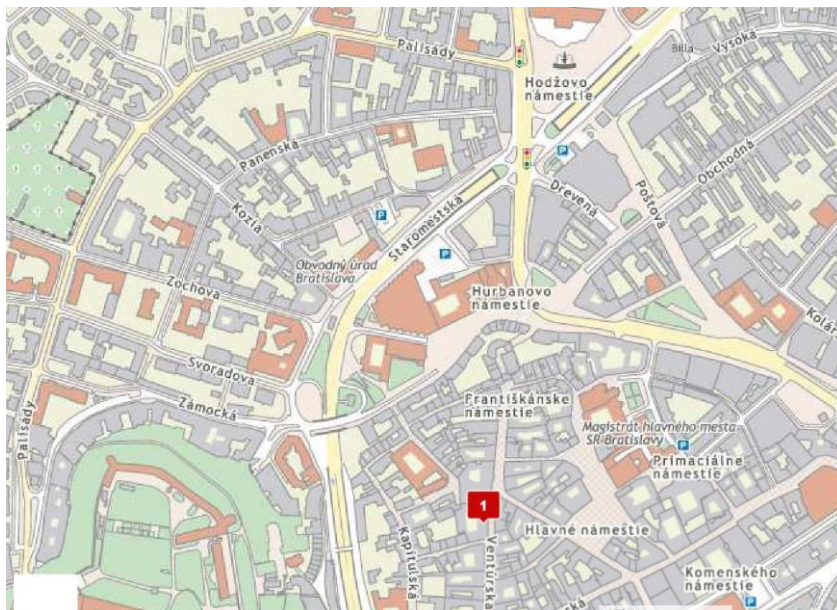 Palisády
Billa
Vysoká
Hodžovo
námestie
P
Panenská
Obchodná
Drevená
Poštová
Kozia
P
Staromestská
P
Obvodný úrad
Bratislava
Zochova
Hurbanovo
námestie
Kolár
Svoradova
Zámocká
Palisády
Františkánske
námestie
Magistrát hlavného mesta
SR Bratislavy
P
Primaciálne
námestie
1
Hlavné námestie
Kapitulská
Ventúrska
Komenského
námestie
P
ská